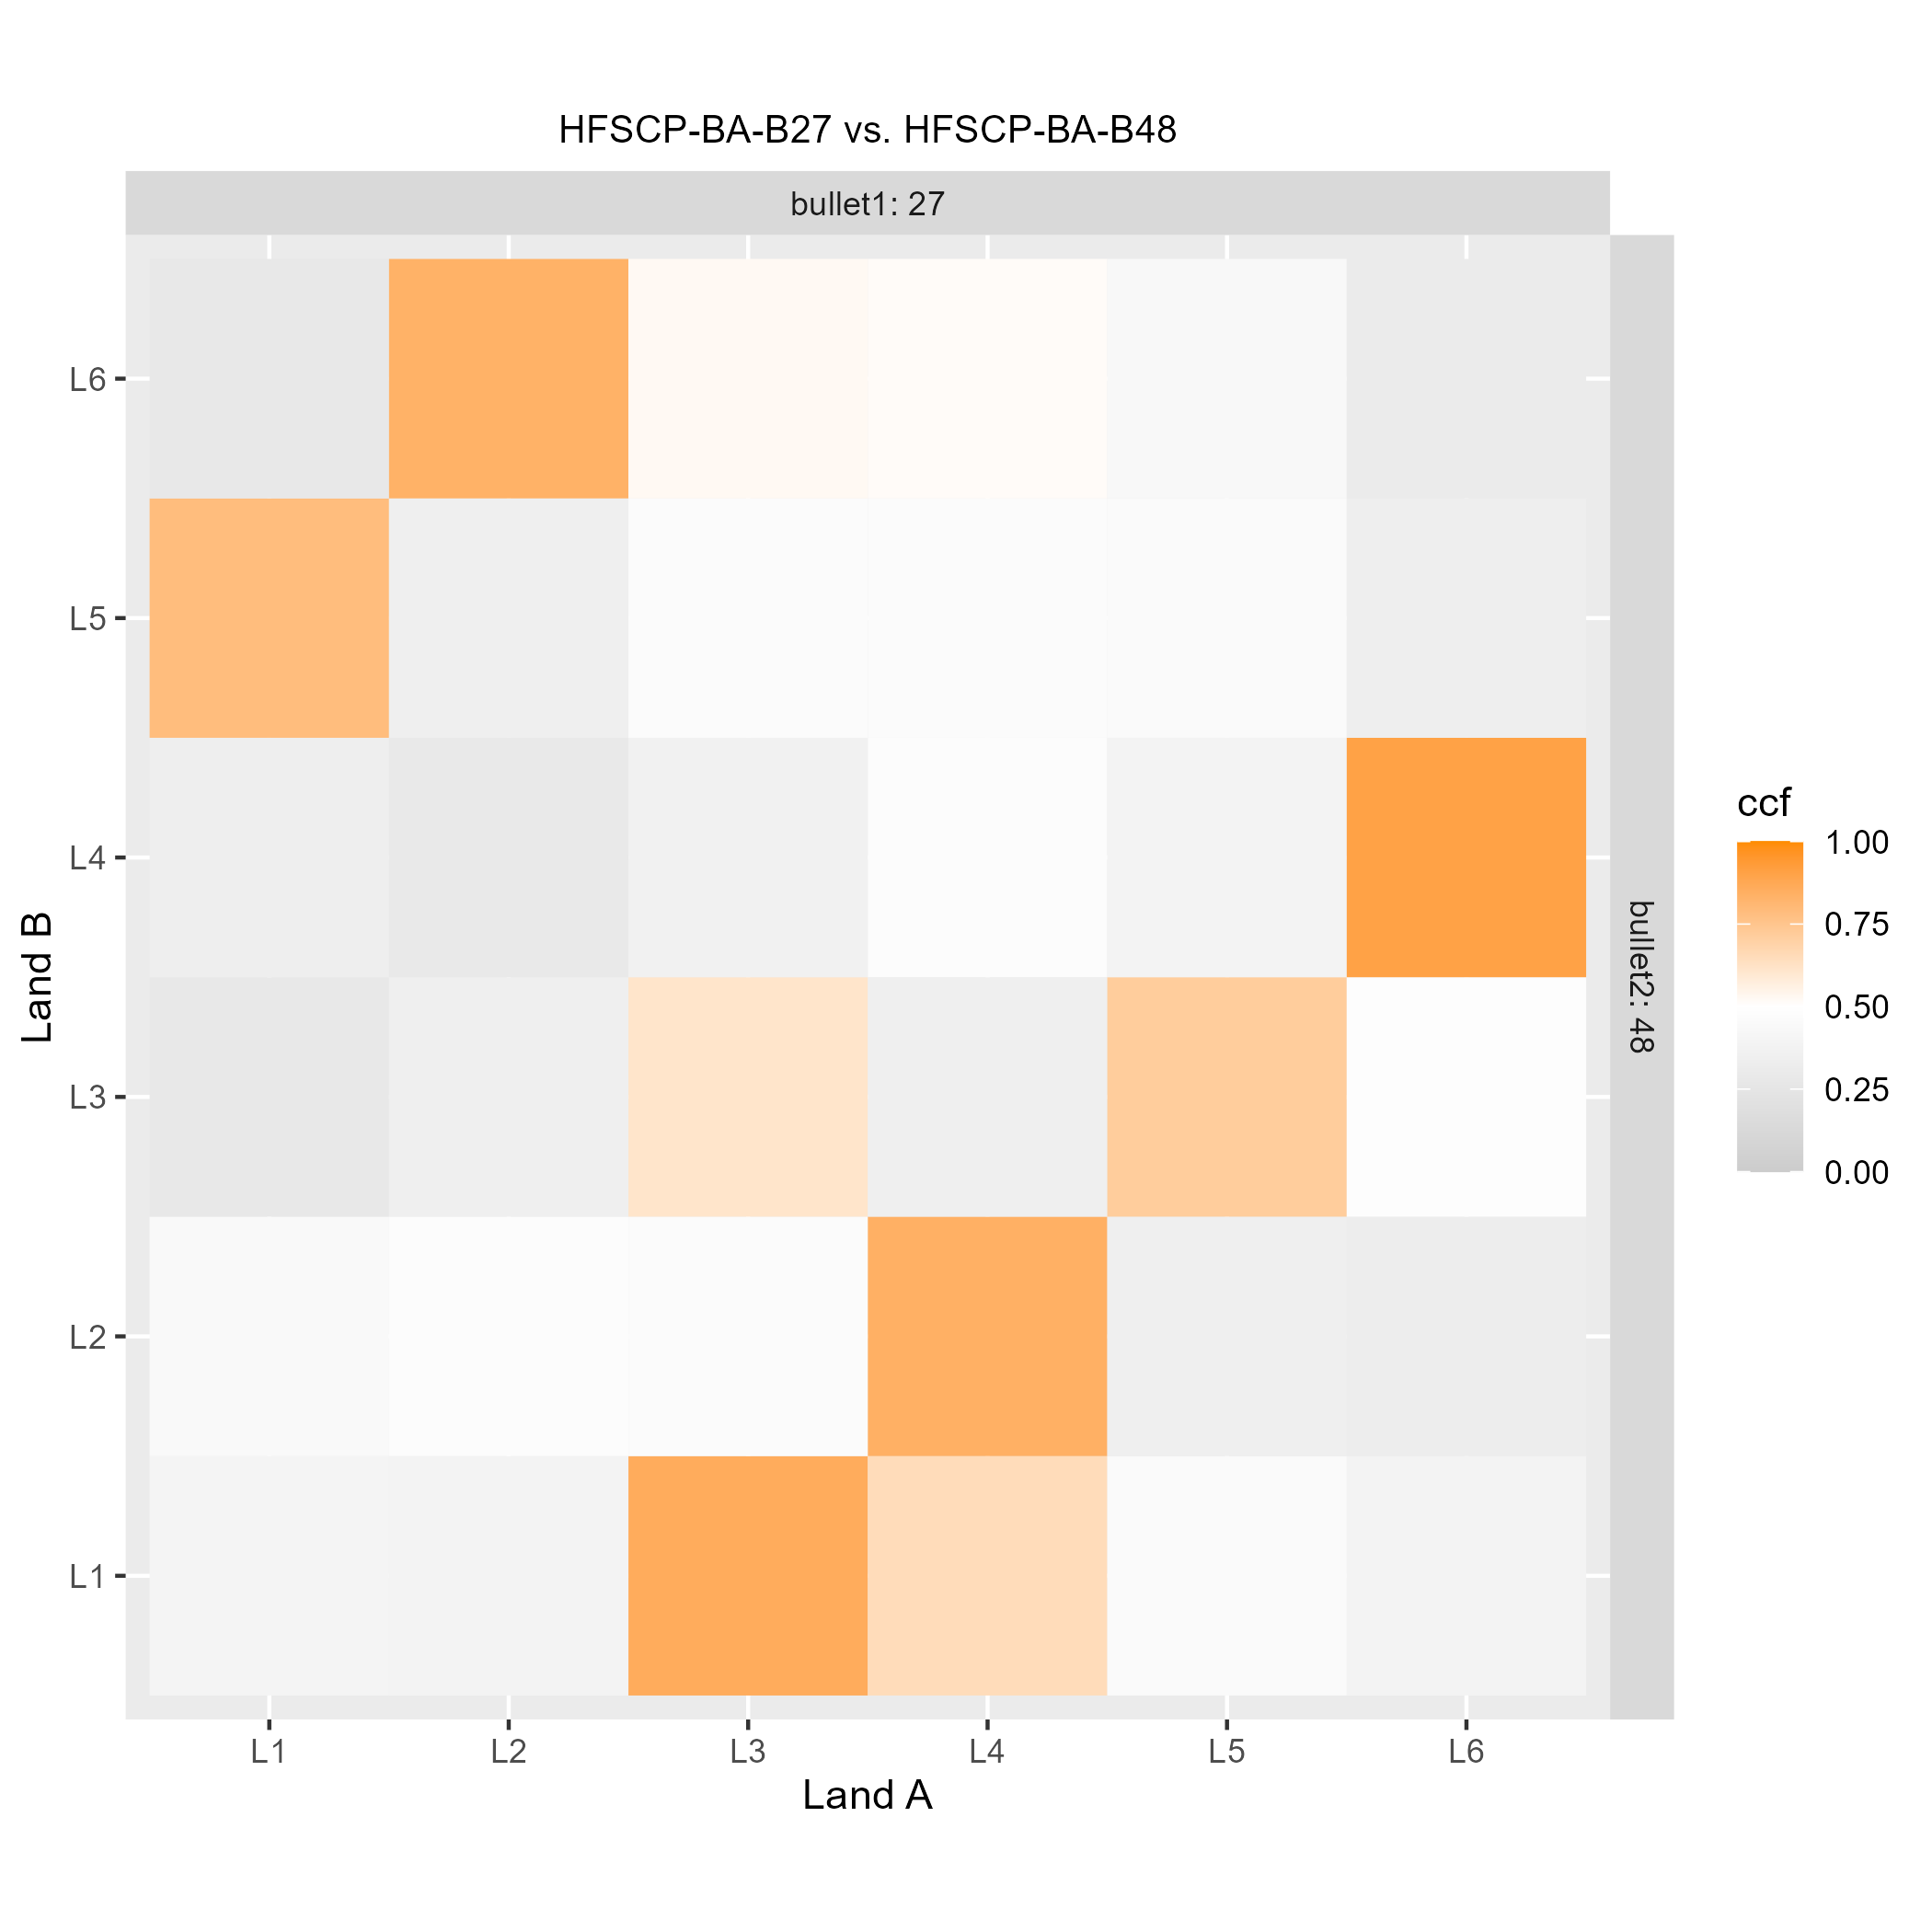 HFSCP-BA-B27 vs. HFSCP-BA-B48
bullet1: 27
L6
L5
L4
L3
L2
L1
Land B
bullet2: 48
ccf
1.00
0.75
0.50
0.25
0.00
L1 L2 L3 L4 L5 L6
Land A